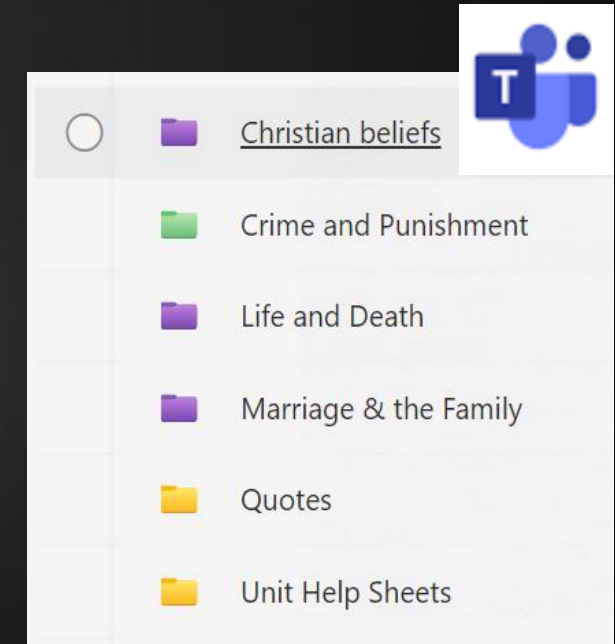 T
Christian beliefs
Crime and Punishment
Life and Death
Marriage & the Family
Quotes
Unit Help Sheets